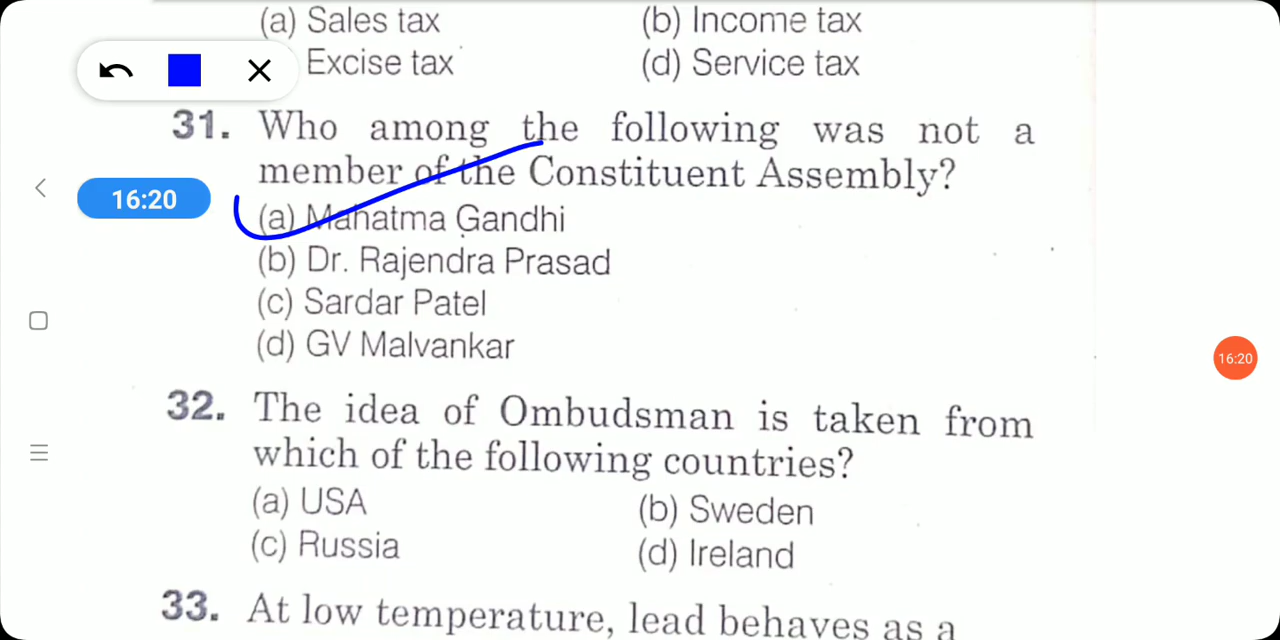 (a) Sales tax (b) Income tax
Excise tax (d) Service tax
31. Who among the following was not a
member of the Constituent Assembly?
16:20
(a) Mahatma Gandhi
(b) Dr. Rajendra Prasad
(c) Sardar Patel
(d) GV Malvankar
16:20
32. The idea of Ombudsman is taken from
which of the following countries?
(a) USA (b) Sweden
(c) Russia (d) Ireland
33. At low temperature, lead behaves as a